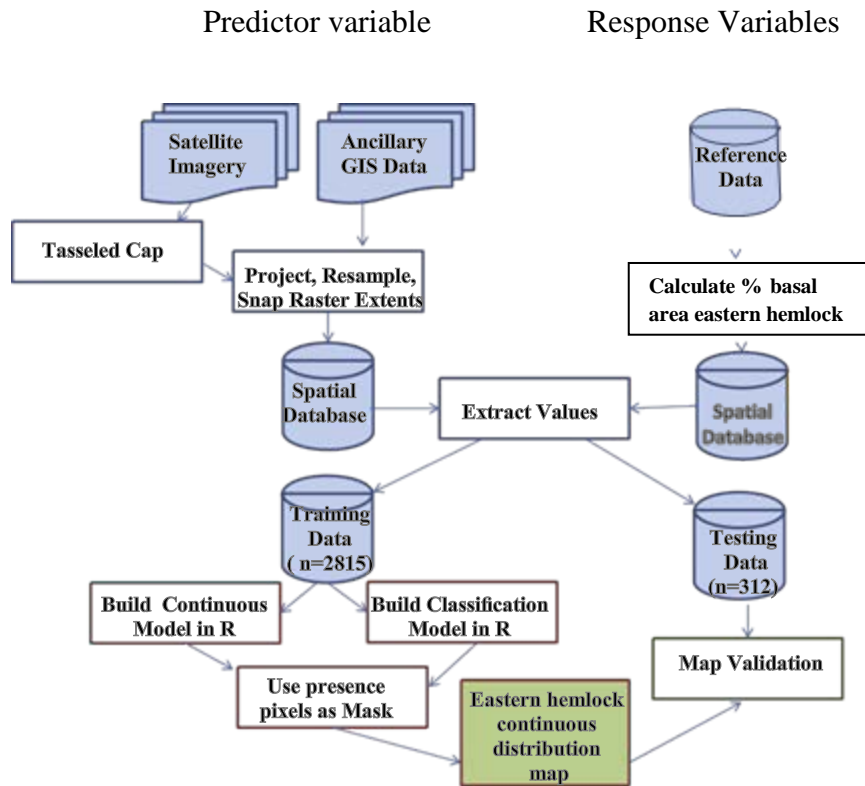 Predictor variable
Response Variables
Satellite
Imagery
Ancillary
GIS Data
Reference
Data
Tasseled Cap
Project, Resample,
Snap Raster Extents
Calculate % basal
area eastern hemlock
Spatial
Database
Extract Values
Spatial
Database
Training
Data
( n=2815)
Testing
Data
(n=312)
Build Continuous
Model in R
Build Classification
Model in R
Map Validation
Use presence
pixels as Mask
Eastern hemlock
continuous
distribution
map